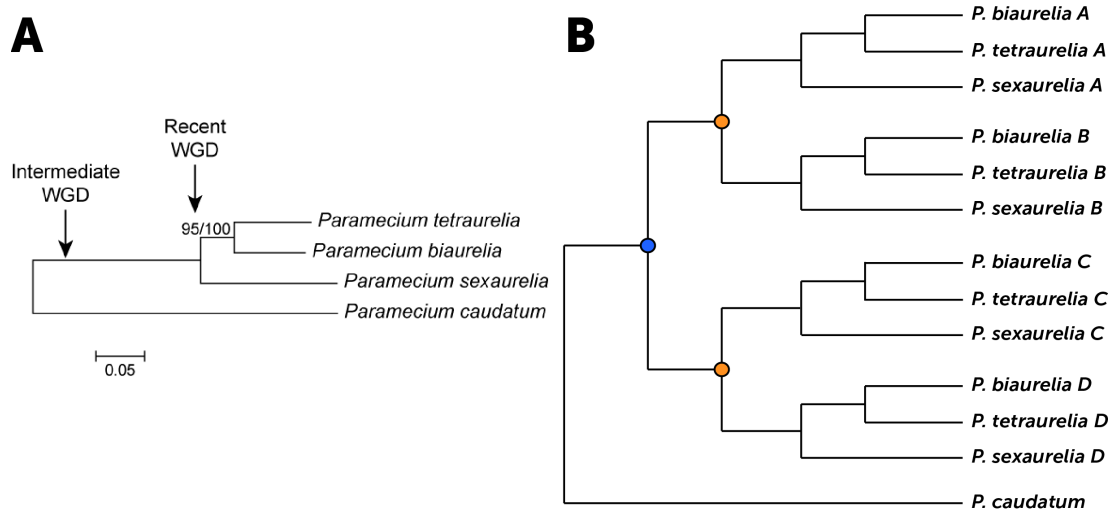 A
Recent
WGD
Intermediate
WGD
95/100
Paramecium tetraurelia
Paramecium biaurelia
Paramecium sexaurelia
Paramecium caudatum
0.05
B
P. biaurelia A
P. tetraurelia A
P. sexaurelia A
P. biaurelia B
P. tetraurelia B
P. sexaurelia B
P. biaurelia C
P. tetraurelia C
P. sexaurelia C
P. biaurelia D
P. tetraurelia D
P. sexaurelia D
P. caudatum